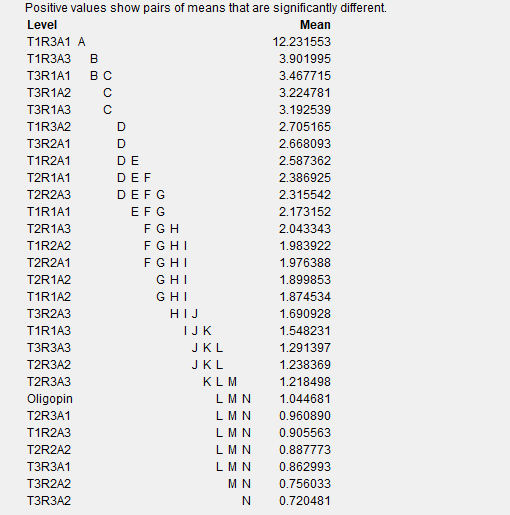 Positive values show pairs of means that are significantly different.
Level Mean
T1R3A1 A 12.231553
T1R3A3 B 3.901995
T3R1A1 B C 3.467715
T3R1A2 C 3.224781
T3R1A3 C 3.192539
T1R3A2 D 2.705165
T3R2A1 D 2.668093
T1R2A1 D E 2.587362
T2R1A1 D E F 2.386925
T2R2A3 D E F G 2.315542
T1R1A1 E F G 2.173152
T2R1A3 F G H 2.043343
T1R2A2 F G H I 1.983922
T2R2A1 F G H I 1.976388
T2R1A2 G H I 1.899853
T1R1A2 G H I 1.874534
T3R2A3 H I J 1.690928
T1R1A3 I J K 1.548231
T3R3A3 J K L 1.291397
T2R3A2 J K L 1.238369
T2R3A3 K L M 1.218498
Oligopin L M N 1.044681
T2R3A1 L M N 0.960890
T1R2A3 L M N 0.905563
T2R2A2 L M N 0.887773
T3R3A1 L M N 0.862993
T3R2A2 M N 0.756033
T3R3A2 N 0.720481